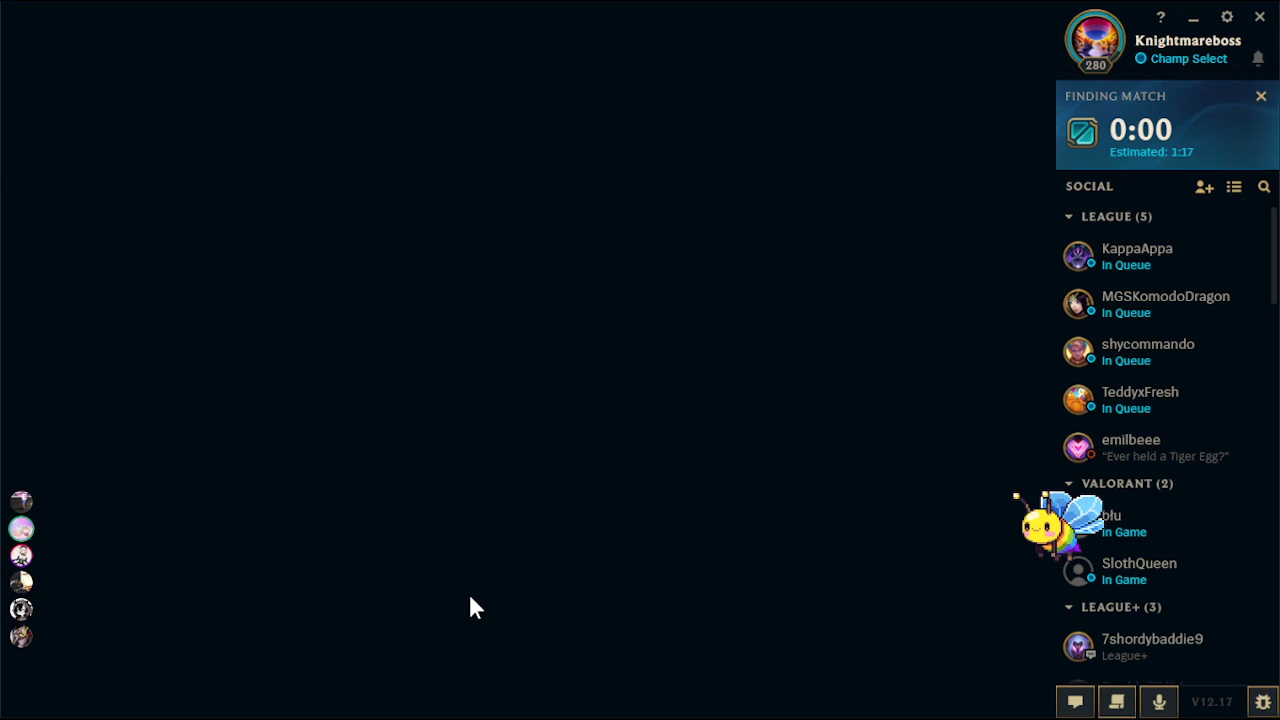 Knightmareboss
280
Champ Select
FINDING MATCH
0:00
Estimated: 1:17
SOCIAL
LEAGUE (5)
KappaAppa
In Queue
MGSKomodoDragon
In Queue
shycommando
In Queue
TeddyxFresh
In Queue
emilbeee
"Ever held a Tiger Egg?"
VALORANT (2)
In Game
SlothQueen
In Game
LEAGUE+ (3)
7shordybaddie9
League+
V12.17